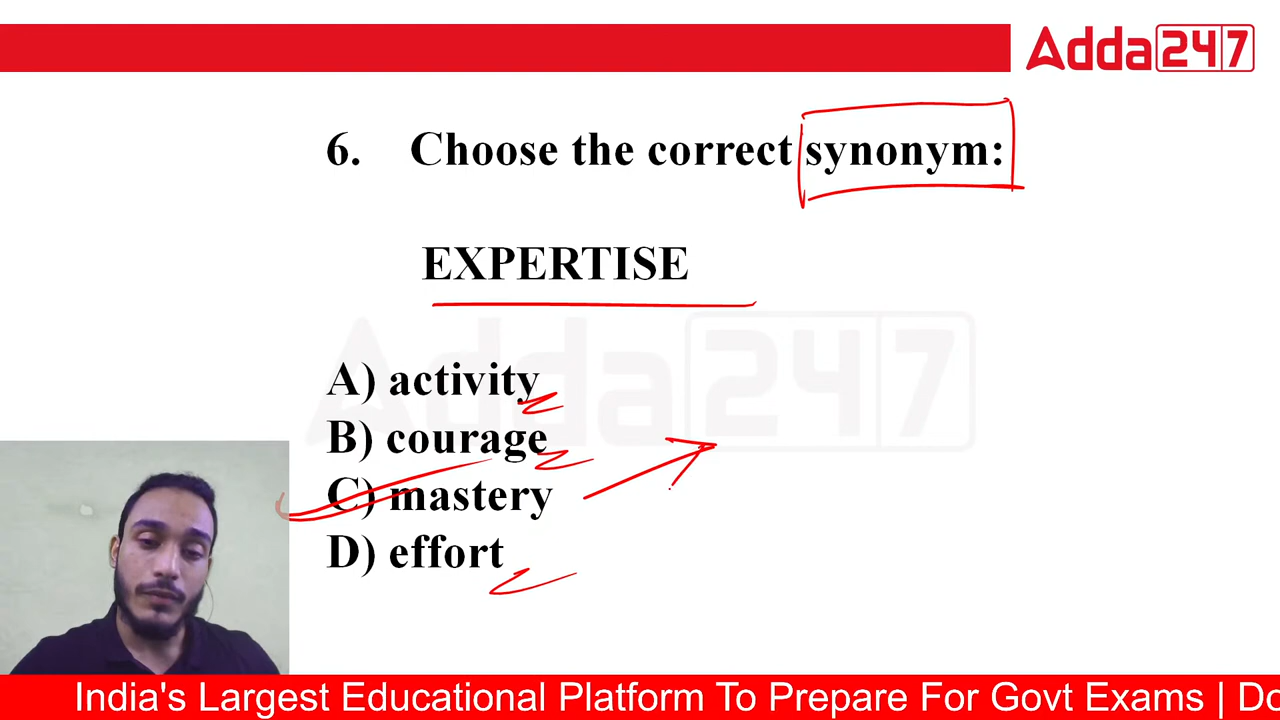 Adda247
6. Choose the correct synonym:
EXPERTISE
Adda247
A) activity
B) courage
C) mastery
D) effort
India's Largest Educational Platform To Prepare For Govt Exams | Do